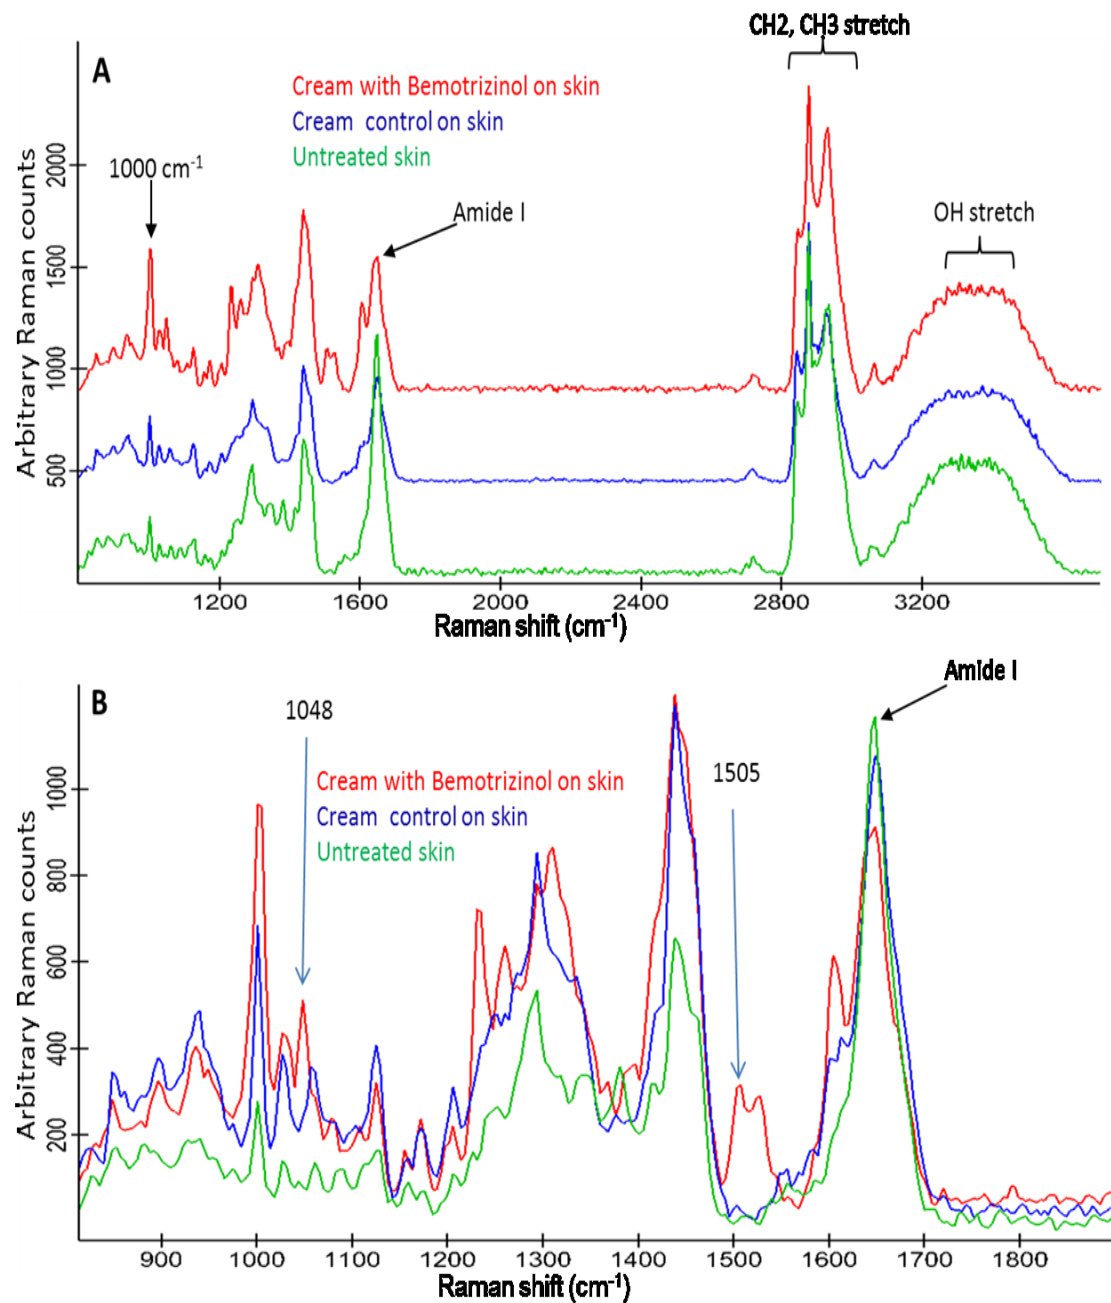 CH2, CH3 stretch
A
Cream with Bemotrizinol on skin
Cream control on skin
Untreated skin
1000 cm⁻¹
Amide I
OH stretch
Arbitrary Raman counts
2000
1500
1000
500
1200 1600 2000 2400 2800 3200
Raman shift (cm⁻¹)
B
Amide I
1048
1505
Cream with Bemotrizinol on skin
Cream control on skin
Untreated skin
Arbitrary Raman counts
1000
800
600
400
200
900 1000 1100 1200 1300 1400 1500 1600 1700 1800
Raman shift (cm⁻¹)